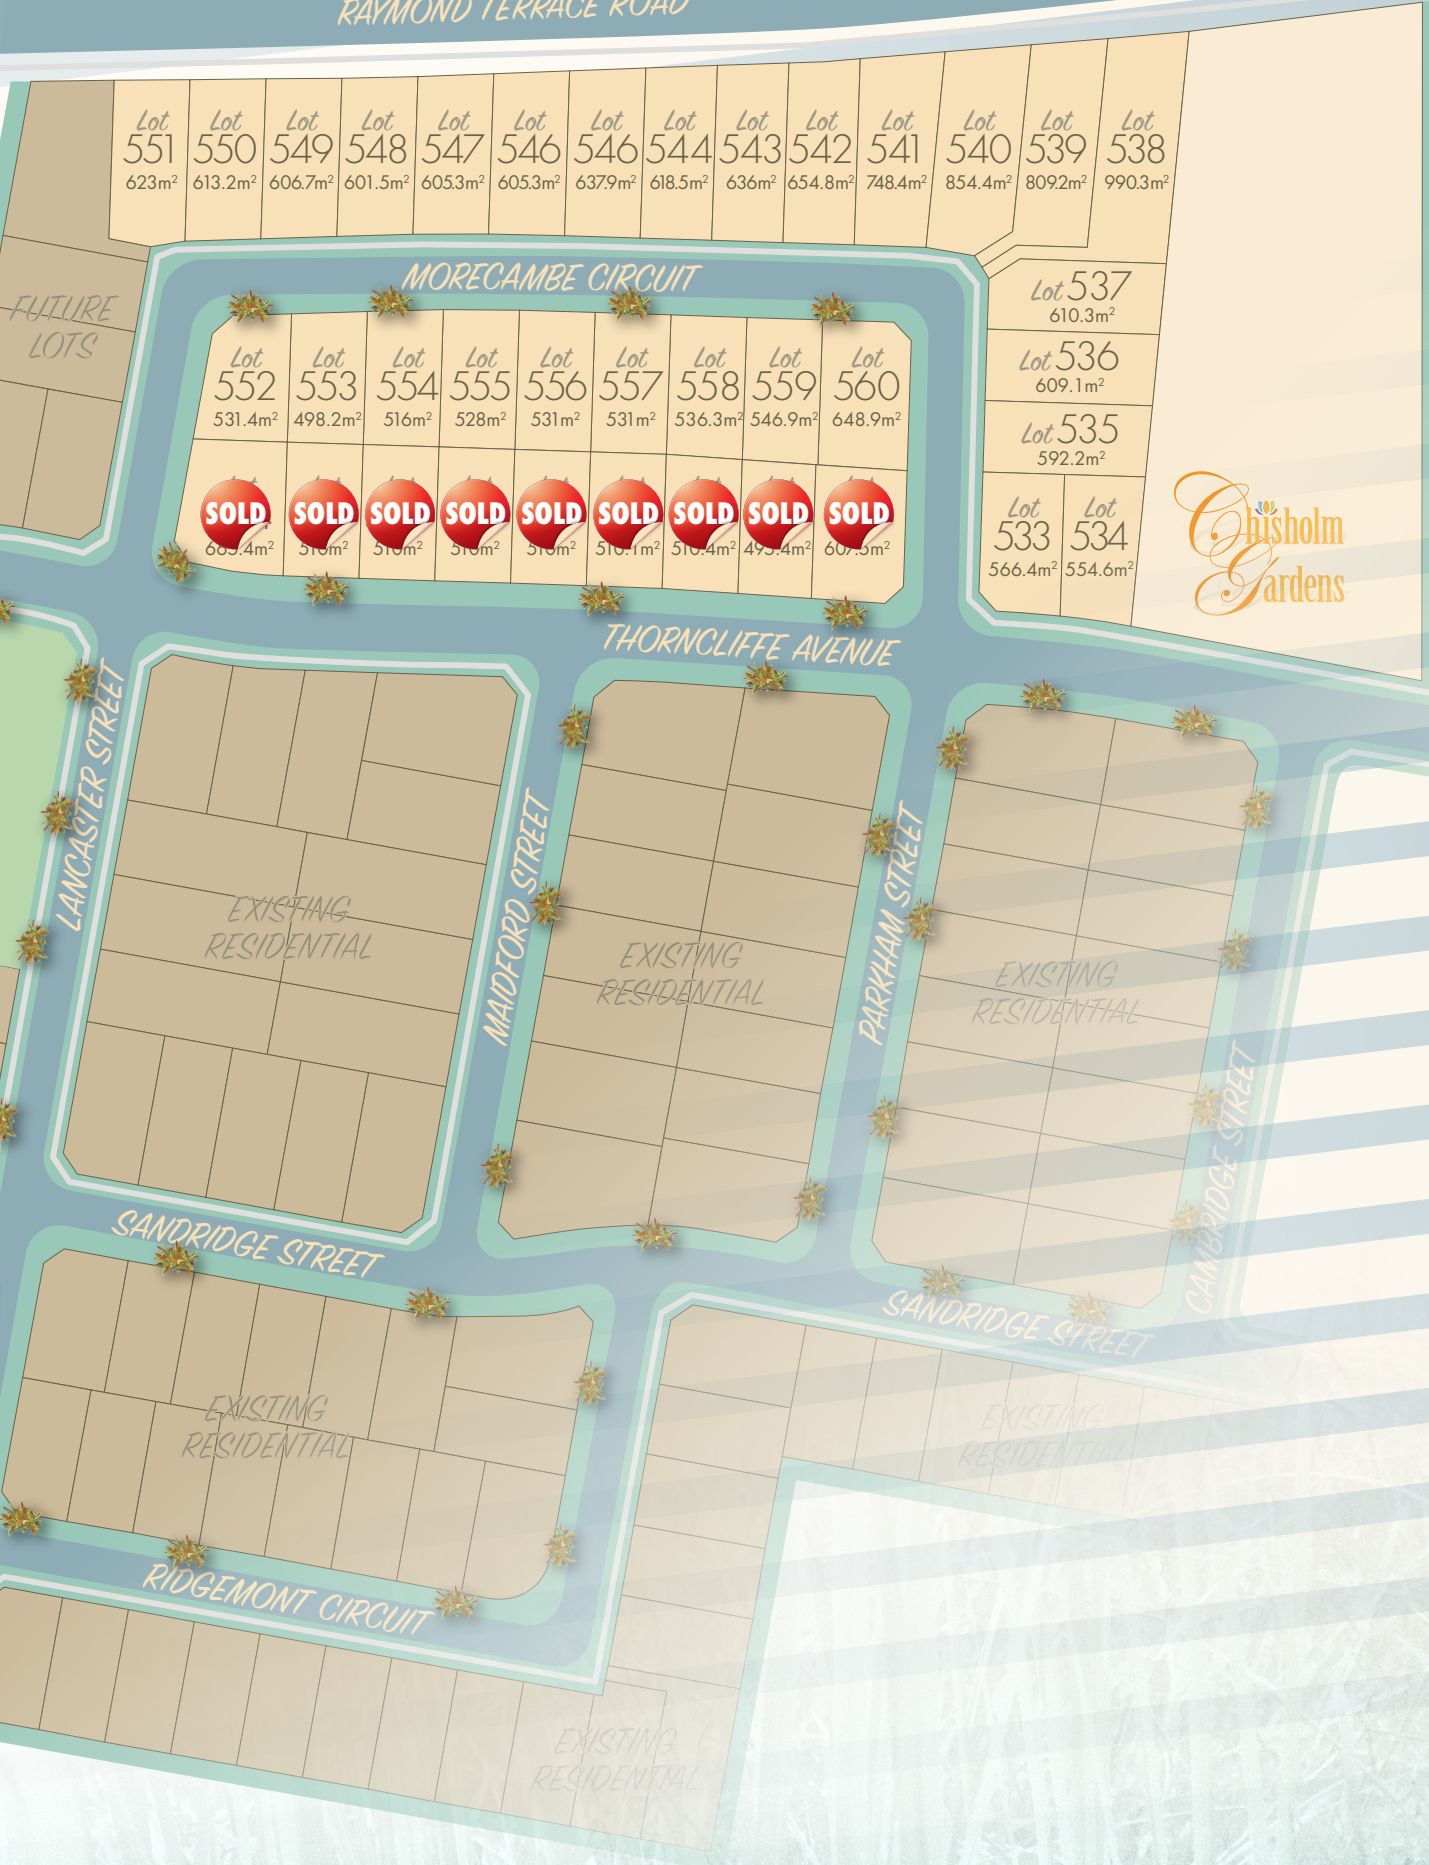 RAYMOND TERRACE ROAD
Lot
551
623m²
Lot
550
613.2m²
Lot
549
606.7m²
Lot
548
601.5m²
Lot
547
605.3m²
Lot
546
605.3m²
Lot
546
637.9m²
Lot
544
618.5m²
Lot
543
636m²
Lot
542
654.8m²
Lot
541
748.4m²
Lot
540
854.4m²
Lot
539
809.2m²
Lot
538
990.3m²
MORECAMBE CIRCUIT
FUTURE
LOTS
Lot 537
610.3m²
Lot 536
609.1m²
Lot 535
592.2m²
Lot
533
566.4m²
Lot
534
554.6m²
Lot
552
531.4m²
Lot
553
498.2m²
Lot
554
516m²
Lot
555
528m²
Lot
556
531m²
Lot
557
531m²
Lot
558
536.3m²
Lot
559
546.9m²
Lot
560
648.9m²
SOLD
SOLD
SOLD
SOLD
SOLD
SOLD
SOLD
SOLD
SOLD
Chisholm
Gardens
THORNCLIFFE AVENUE
LANCASTER STREET
MAIDFORD STREET
PARKHAM STREET
CAMBRIDGE STREET
EXISTING
RESIDENTIAL
EXISTING
RESIDENTIAL
EXISTING
RESIDENTIAL
SANDRIDGE STREET
SANDRIDGE STREET
EXISTING
RESIDENTIAL
EXISTING
RESIDENTIAL
RIDGEMONT CIRCUIT
EXISTING
RESIDENTIAL